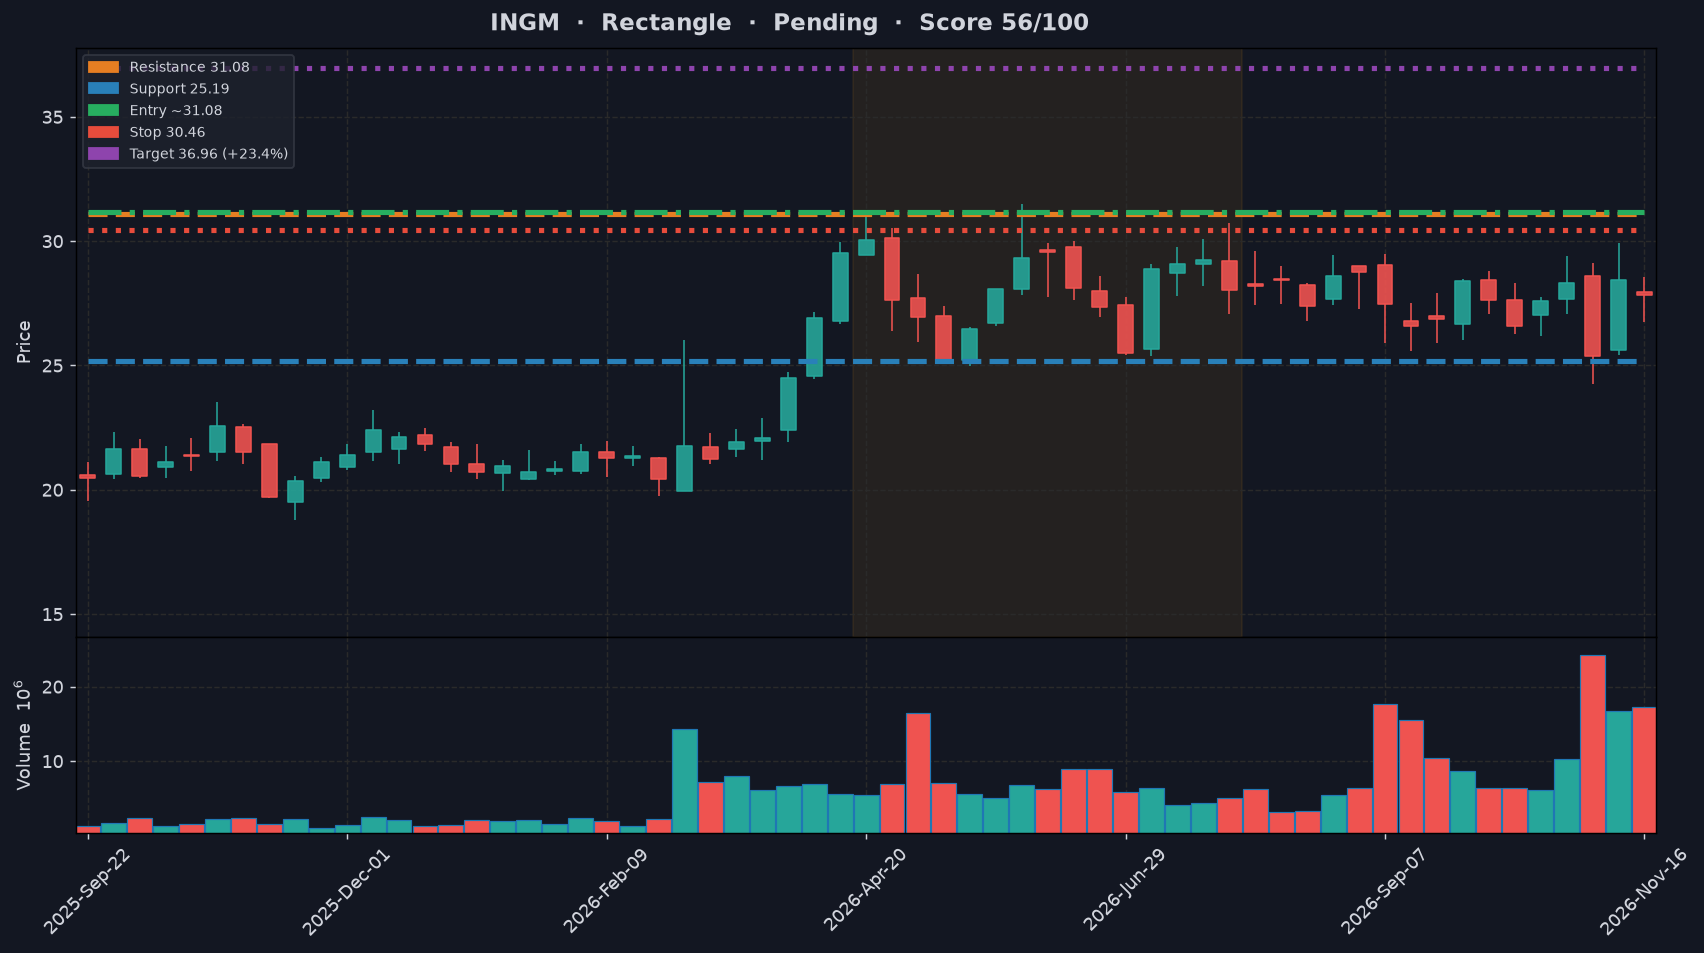 INGM · Rectangle · Pending · Score 56/100
Resistance 31.08
Support 25.19
Entry ~31.08
Stop 30.46
Target 36.96 (+23.4%)
Price
35
30
25
20
15
Volume 10⁶
20
10
2025-Sep-22
2025-Dec-01
2026-Feb-09
2026-Apr-20
2026-Jun-29
2026-Sep-07
2026-Nov-16